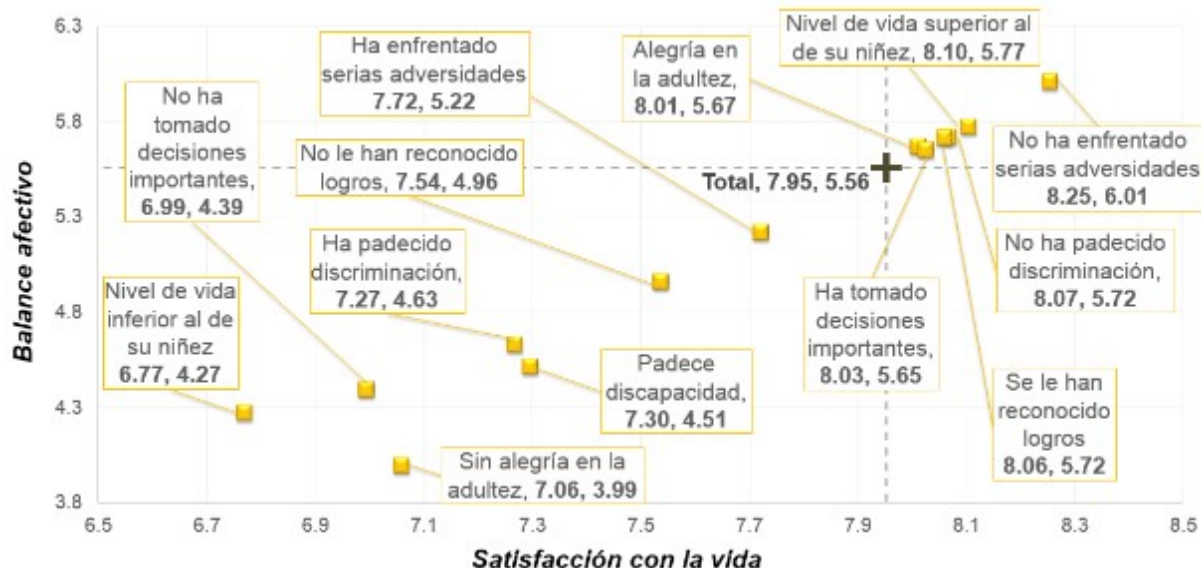 6.3
5.8
5.3
4.8
4.3
3.8
Balance afectivo
Nivel de vida superior al
de su niñez, 8.10, 5.77
Ha enfrentado
serias adversidades
7.72, 5.22
Alegría en
la adultez,
8.01, 5.67
No ha
tomado
decisiones
importantes,
6.99, 4.39
No le han reconocido
logros, 7.54, 4.96
Total, 7.95, 5.56
No ha enfrentado
serias adversidades
8.25, 6.01
Ha padecido
discriminación,
7.27, 4.63
No ha padecido
discriminación,
8.07, 5.72
Nivel de vida
inferior al de
su niñez
6.77, 4.27
Ha tomado
decisiones
importantes,
8.03, 5.65
Padece
discapacidad,
7.30, 4.51
Se le han
reconocido
logros
8.06, 5.72
Sin alegría en la
adultez, 7.06, 3.99
6.5 6.7 6.9 7.1 7.3 7.5 7.7 7.9 8.1 8.3 8.5
Satisfacción con la vida